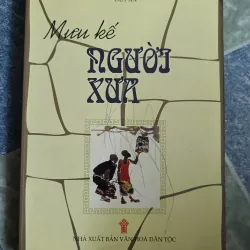 Mưu kế
NGƯỜI
XƯA
NHÀ XUẤT BẢN VĂN HOÁ DÂN TỘC